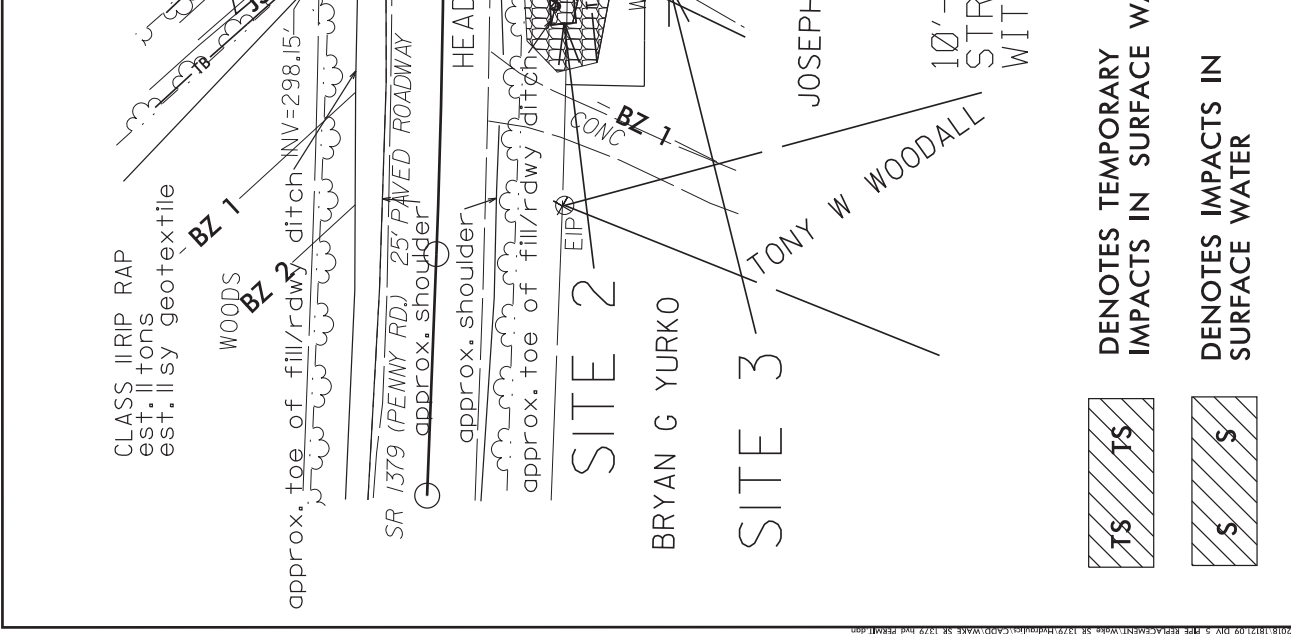 CLASS II RIP RAP
est. 11 tons
est. 11 sy geotextile
BZ 1
WOODS
BZ 2
TB
approx. toe of fill/rdwy ditch INV=298.15'
SR 1379 (PENNY RD.) 25' PAVED ROADWAY
approx. shoulder
approx. shoulder
HEAD
approx. toe of fill/rdwy ditch
EIP
CONC
BZ 1
SITE 2
BRYAN G YURKO
SITE 3
TONY W WOODALL
JOSEPH
10'-
STR
WIT
DENOTES TEMPORARY
IMPACTS IN SURFACE WA
TS TS
DENOTES IMPACTS IN
SURFACE WATER
S S